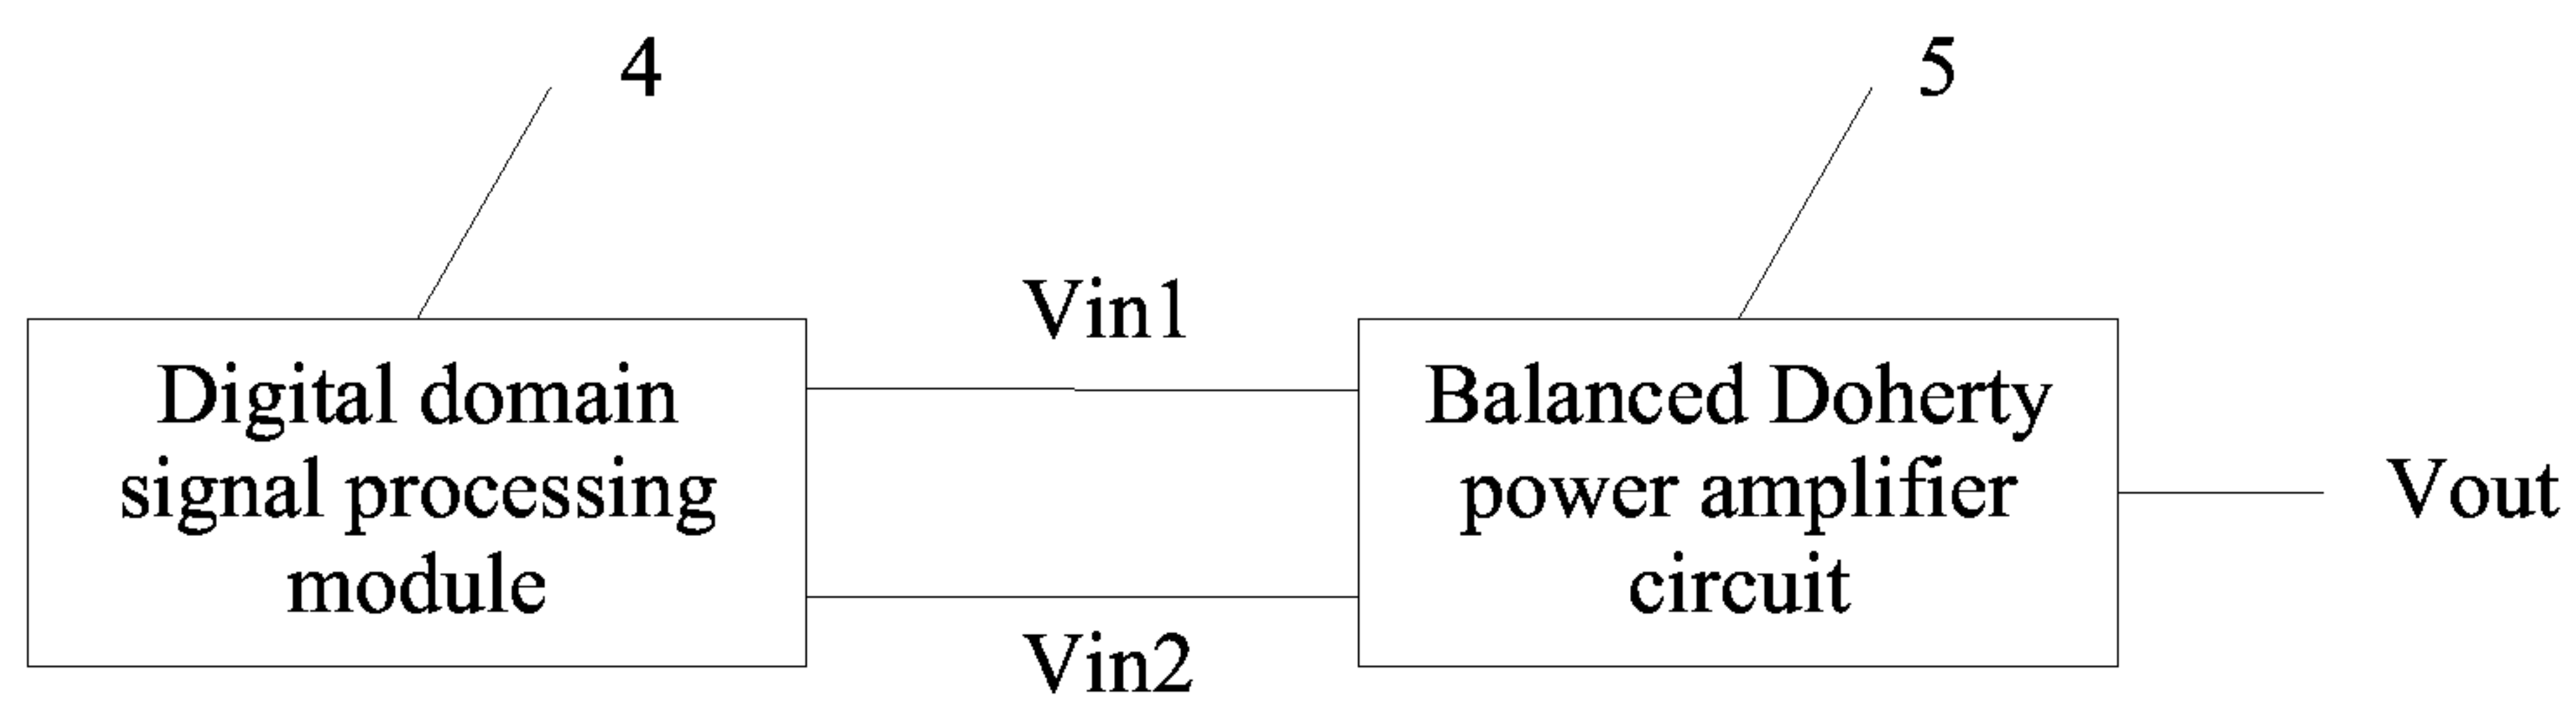 4
5
Vin1
Digital domain
signal processing
module
Balanced Doherty
power amplifier
circuit
Vout
Vin2